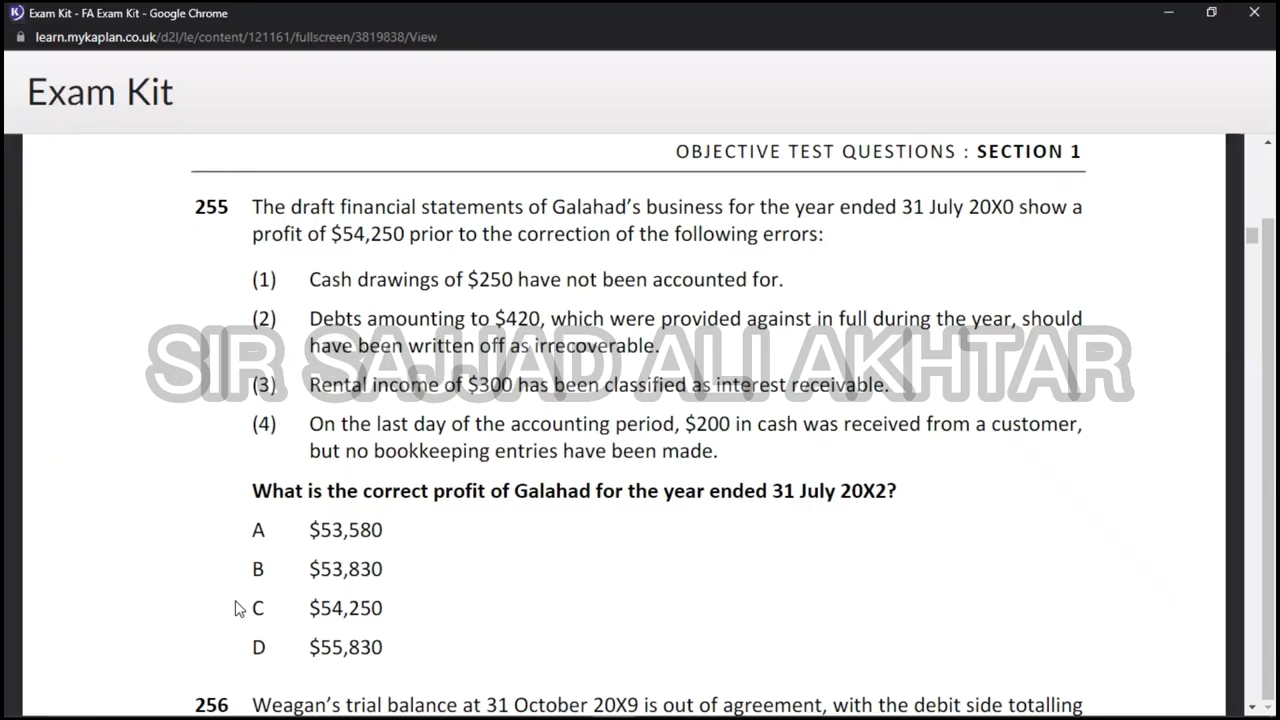 Exam Kit - FA Exam Kit - Google Chrome
learn.mykaplan.co.uk/d2l/le/content/121161/fullscreen/3819838/View
Exam Kit
OBJECTIVE TEST QUESTIONS : SECTION 1
255 The draft financial statements of Galahad's business for the year ended 31 July 20X0 show a
profit of $54,250 prior to the correction of the following errors:
(1) Cash drawings of $250 have not been accounted for.
(2) Debts amounting to $420, which were provided against in full during the year, should
have been written off as irrecoverable.
SIR SAJJAD ALI AKHTAR
(3) Rental income of $300 has been classified as interest receivable.
(4) On the last day of the accounting period, $200 in cash was received from a customer,
but no bookkeeping entries have been made.
What is the correct profit of Galahad for the year ended 31 July 20X2?
A $53,580
B $53,830
C $54,250
D $55,830
256 Weagan's trial balance at 31 October 20X9 is out of agreement, with the debit side totalling